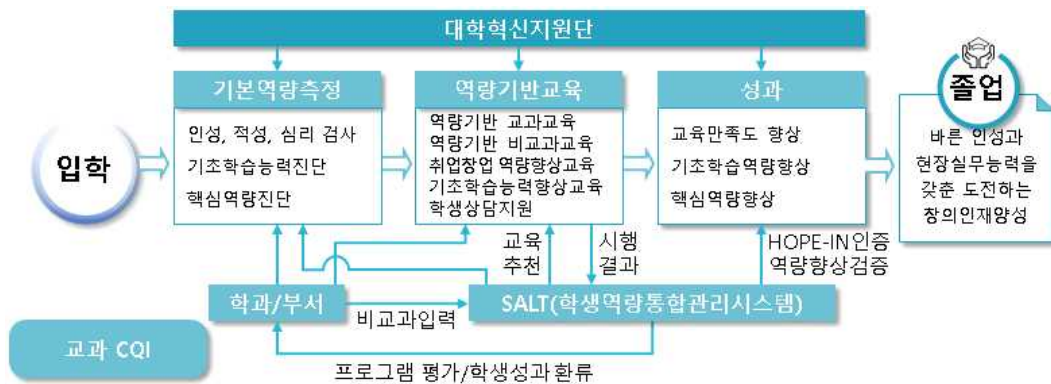 대학혁신지원단
입학
기본역량측정
인성, 적성, 심리 검사
기초학습능력진단
핵심역량진단
역량기반교육
역량기반 교과교육
역량기반 비교과교육
취업창업 역량향상교육
기초학습능력향상교육
학생상담지원
성과
교육만족도 향상
기초학습역량향상
핵심역량향상
졸업
바른 인성과
현장실무능력을
갖춘 도전하는
창의인재양성
교육
추천
시행
결과
HOPE-IN인증
역량향상검증
학과/부서
비교과입력
SALT(학생역량통합관리시스템)
교과 CQI
프로그램 평가/학생성과 환류